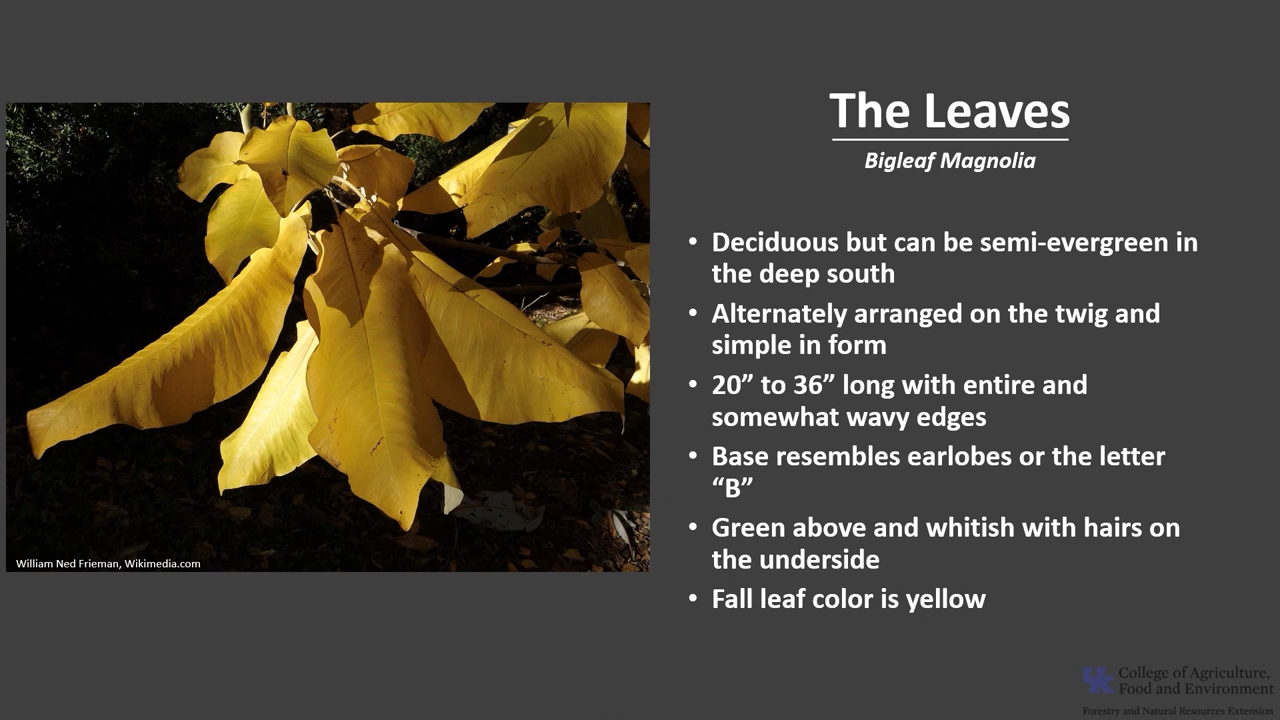 The Leaves
Bigleaf Magnolia
• Deciduous but can be semi-evergreen in
the deep south
• Alternately arranged on the twig and
simple in form
• 20” to 36” long with entire and
somewhat wavy edges
• Base resembles earlobes or the letter
“B”
• Green above and whitish with hairs on
the underside
• Fall leaf color is yellow
William Ned Frieman, Wikimedia.com
UK
College of Agriculture,
Food and Environment
Forestry and Natural Resources Extension